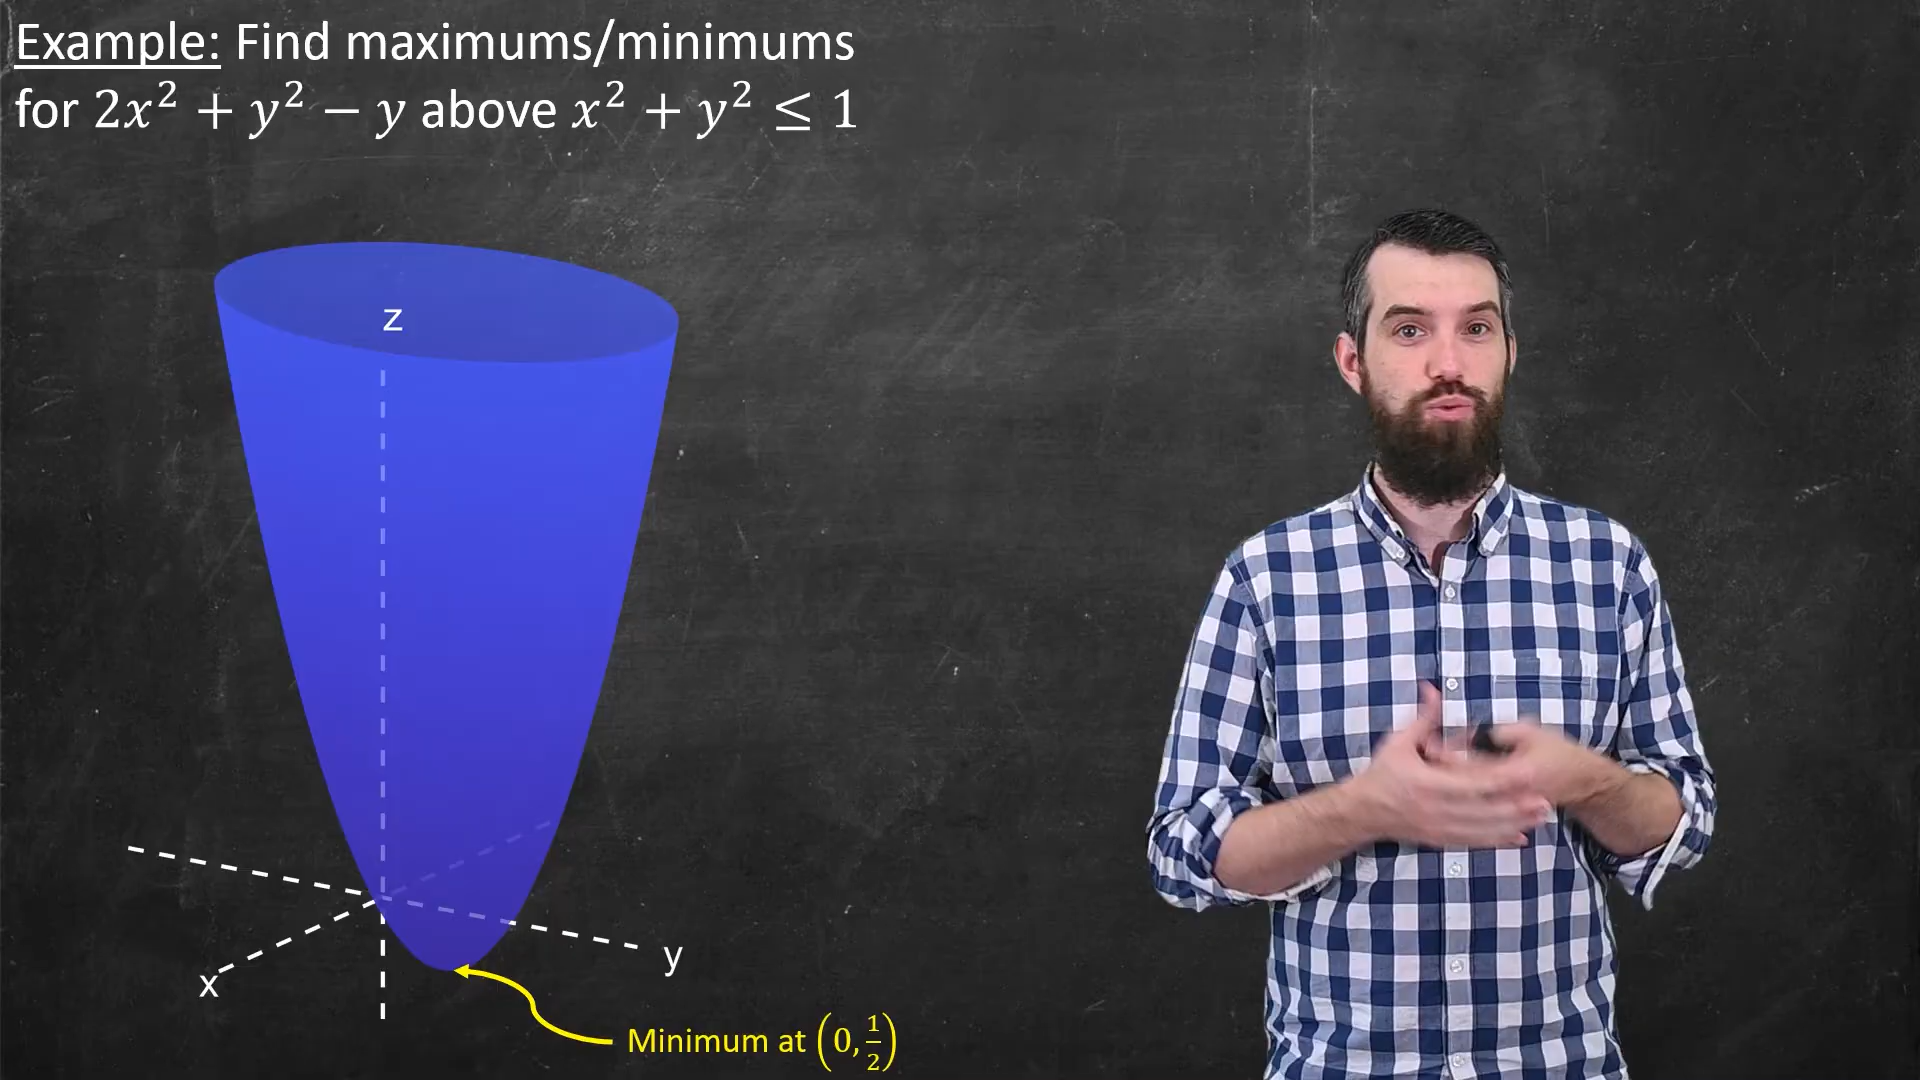 Example: Find maximums/minimums
for 2x² + y² − y above x² + y² ≤ 1
z
y
x
Minimum at (0, 1/2)